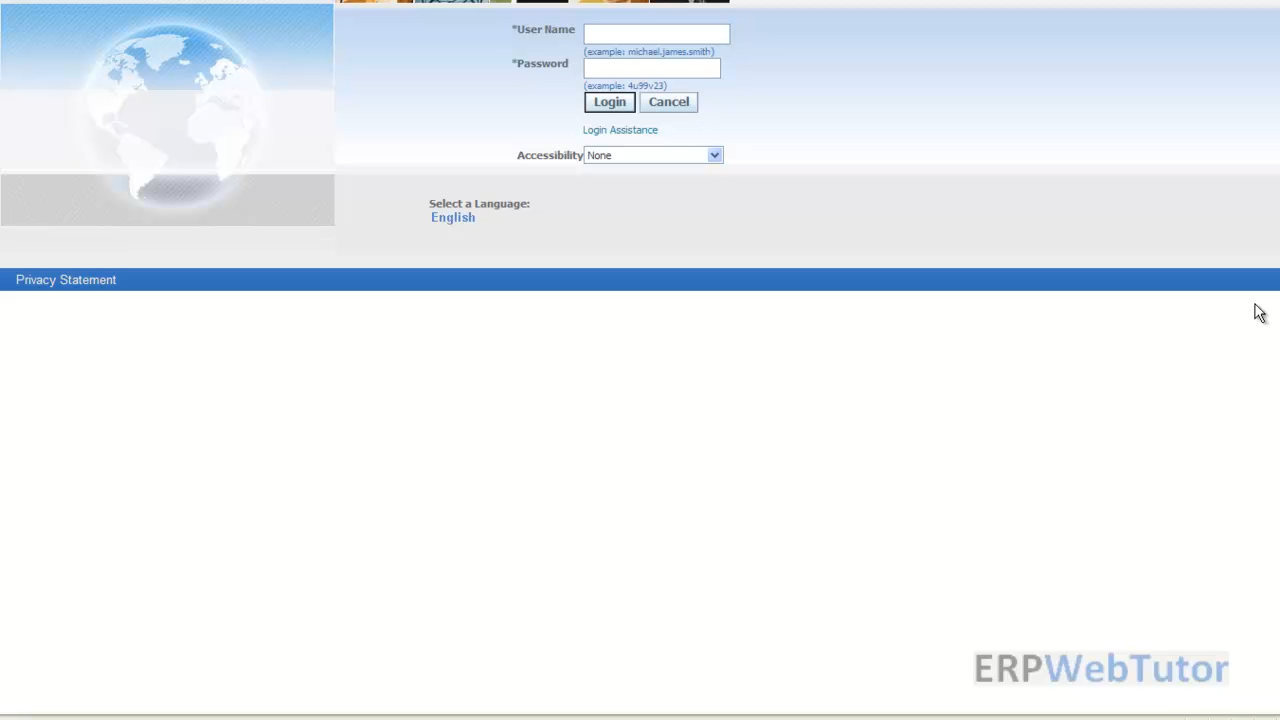 *User Name
(example: michael.james.smith)
*Password
(example: 4u99v23)
Login Cancel
Login Assistance
Accessibility None
Select a Language:
English
Privacy Statement
ERPWebTutor